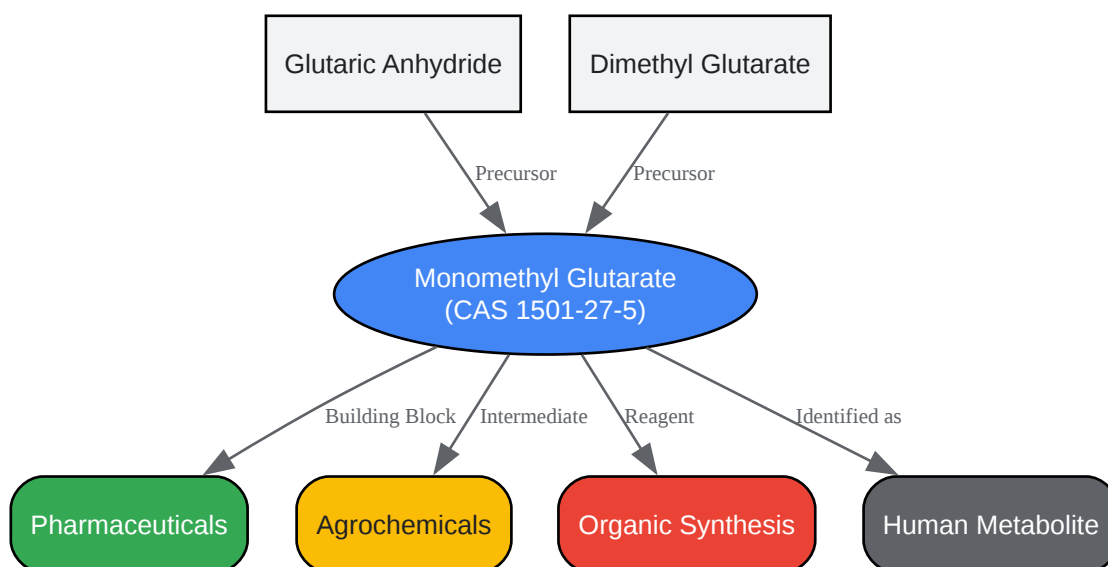 Glutaric Anhydride
Dimethyl Glutarate
Precursor
Precursor
Monomethyl Glutarate
(CAS 1501-27-5)
Building Block
Intermediate
Reagent
Identified as
Pharmaceuticals
Agrochemicals
Organic Synthesis
Human Metabolite